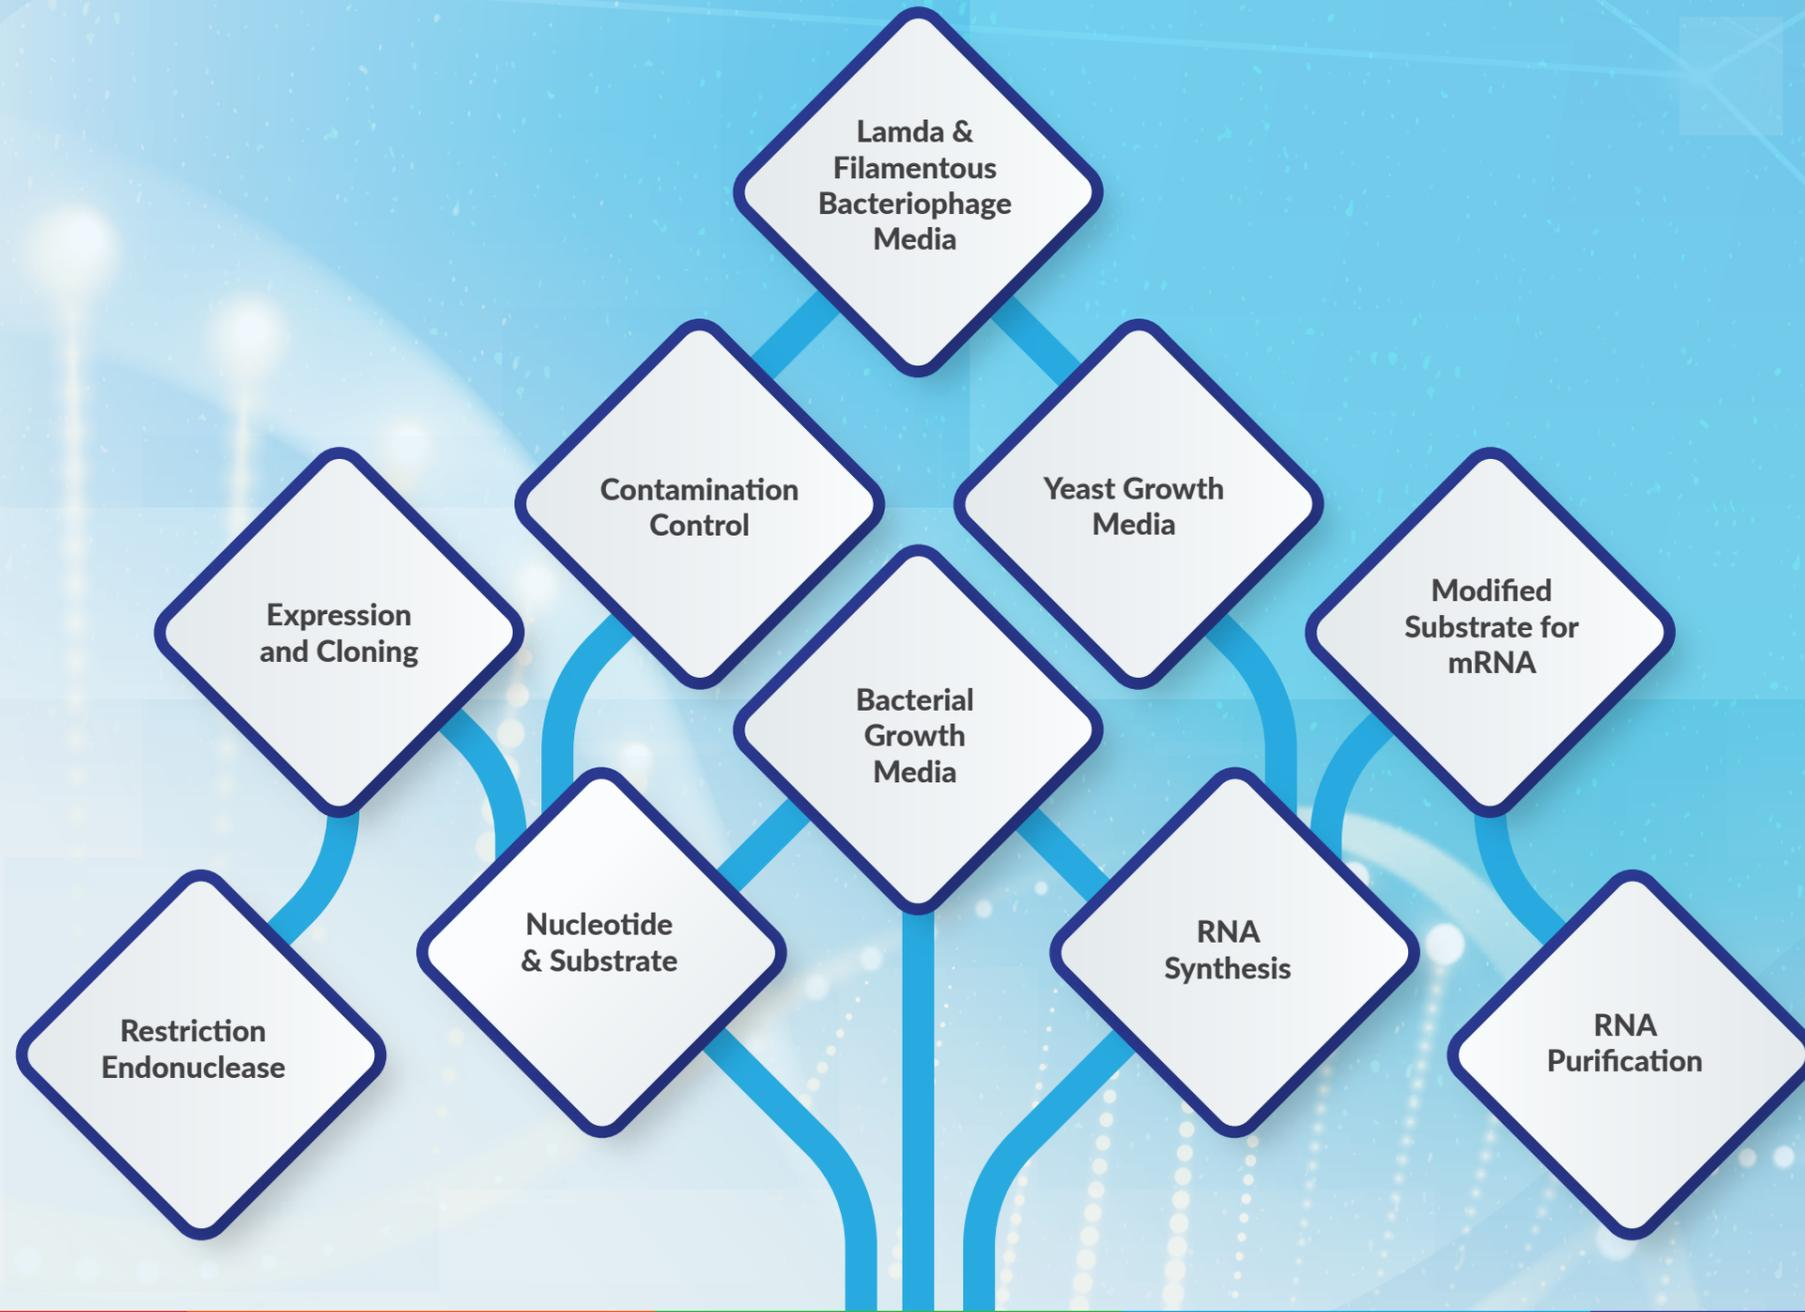 Lamda &
Filamentous
Bacteriophage
Media
Contamination
Control
Yeast Growth
Media
Expression
and Cloning
Modified
Substrate for
mRNA
Bacterial
Growth
Media
Nucleotide
& Substrate
RNA
Synthesis
Restriction
Endonuclease
RNA
Purification